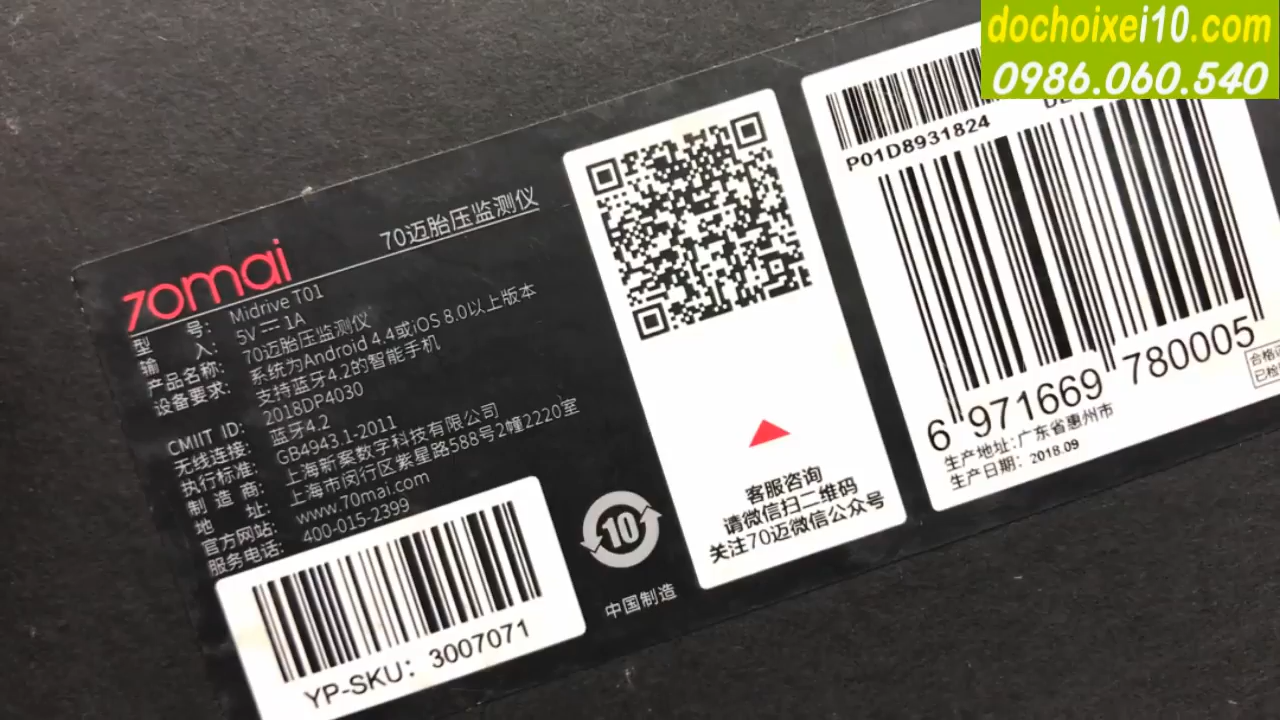 dochoixei10.com
0986.060.540
70mai
70迈胎压监测仪
型 号: Midrive T01
输 入: 5V 1A
产品名称: 70迈胎压监测仪
设备要求: 系统为Android 4.4或iOS 8.0以上版本
支持蓝牙4.2的智能手机
CMIIT ID: 2018DP4030
无线连接: 蓝牙4.2
执行标准: GB4943.1-2011
制 造 商: 上海新案数字科技有限公司
地 址: 上海市闵行区紫星路588号2幢2220室
官方网站: www.70mai.com
服务电话: 400-015-2399
YP-SKU: 3007071
10
中国制造
客服咨询
请微信扫二维码
关注70迈微信公众号
P01D8931824
6 971669 780005
生产地址:广东省惠州市
生产日期: 2018.09
合格
已检